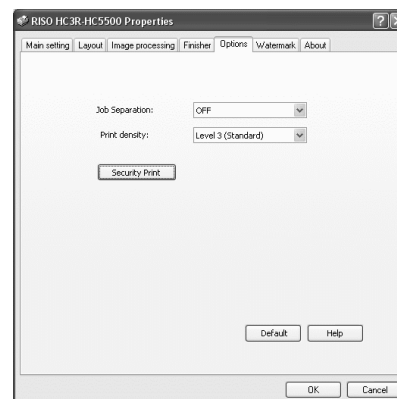 RISO HC3R-HC5500 Properties
Main setting Layout Image processing Finisher Options Watermark About
Job Separation: OFF
Print density: Level 3 (Standard)
Security Print
Default Help
OK Cancel